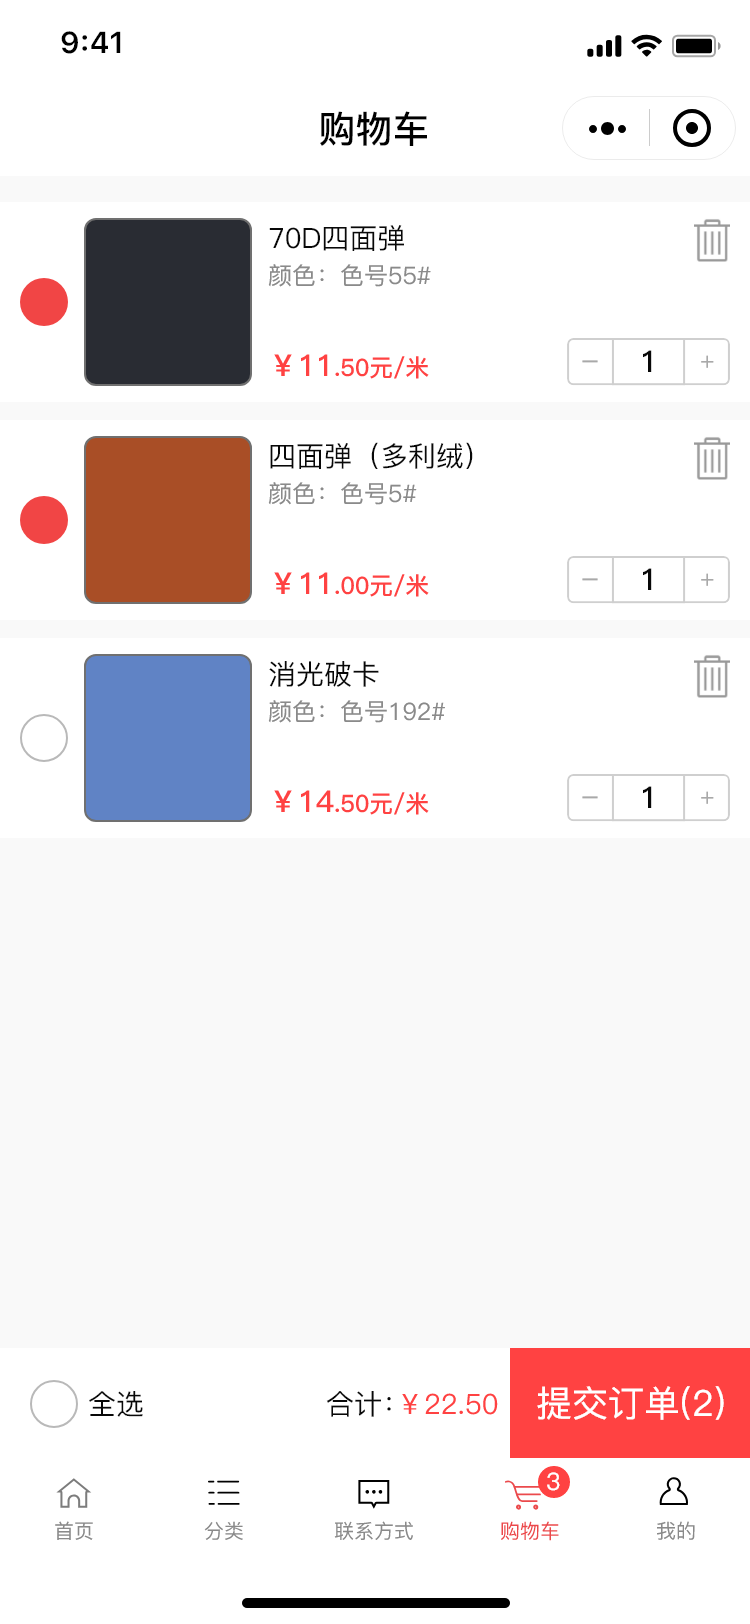 9:41
购物车
70D四面弹
颜色：色号55#
￥11.50元/米
1
四面弹（多利绒）
颜色：色号5#
￥11.00元/米
1
消光破卡
颜色：色号192#
￥14.50元/米
1
全选
合计：￥22.50
提交订单(2)
3
首页
分类
联系方式
购物车
我的